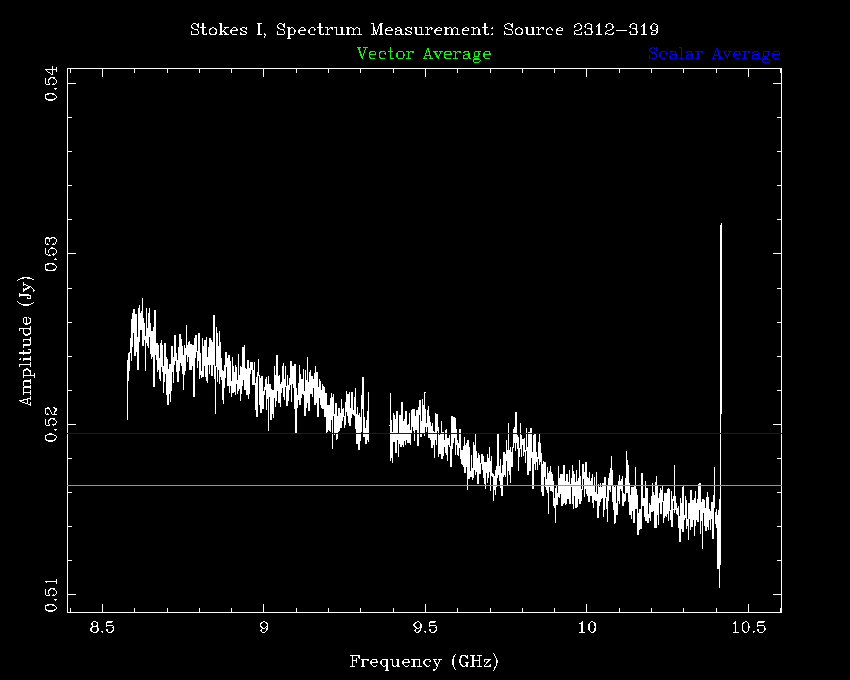 Stokes I, Spectrum Measurement: Source 2312−319
Vector Average Scalar Average
0.54
0.53
0.52
0.51
Amplitude (Jy)
8.5 9 9.5 10 10.5
Frequency (GHz)